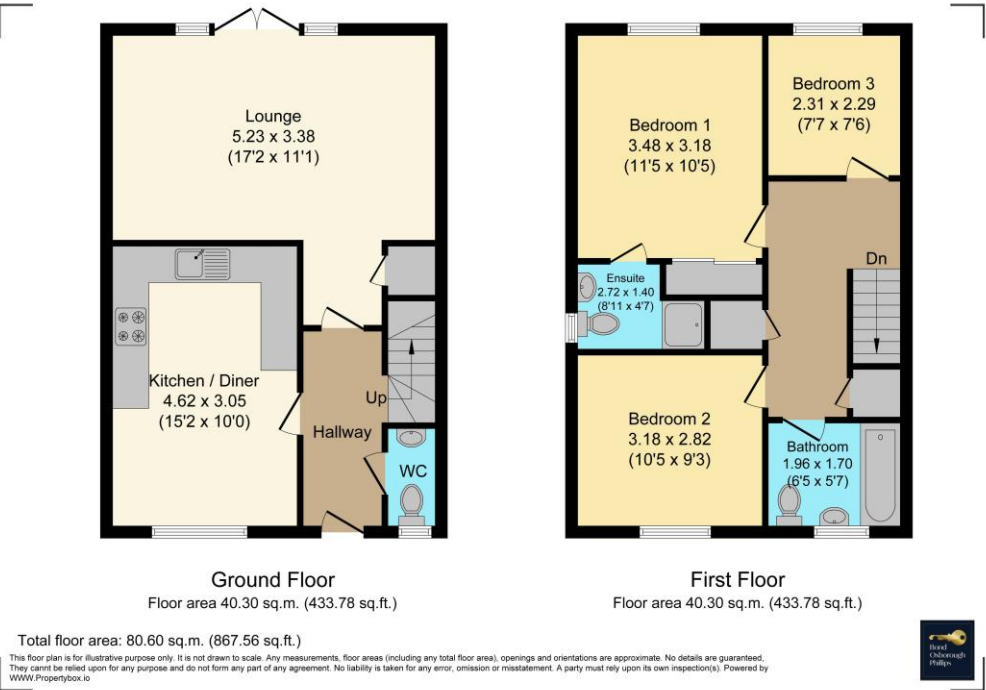 Lounge
5.23 x 3.38
(17'2 x 11'1)
Kitchen / Diner
4.62 x 3.05
(15'2 x 10'0)
Up
Hallway
WC
Bedroom 1
3.48 x 3.18
(11'5 x 10'5)
Bedroom 3
2.31 x 2.29
(7'7 x 7'6)
Dn
Ensuite
2.72 x 1.40
(8'11 x 4'7)
Bedroom 2
3.18 x 2.82
(10'5 x 9'3)
Bathroom
1.96 x 1.70
(6'5 x 5'7)
Ground Floor
Floor area 40.30 sq.m. (433.78 sq.ft.)
First Floor
Floor area 40.30 sq.m. (433.78 sq.ft.)
Total floor area: 80.60 sq.m. (867.56 sq.ft.)
This floor plan is for illustrative purpose only. It is not drawn to scale. Any measurements, floor areas (including any total floor area), openings and orientations are approximate. No details are guaranteed,
They cannt be relied upon for any purpose and do not form any part of any agreement. No liability is taken for any error, omission or misstatement. A party must rely upon its own inspection(s). Powered by
WWW.Propertybox.io
Bond
Oxborough
Phillips